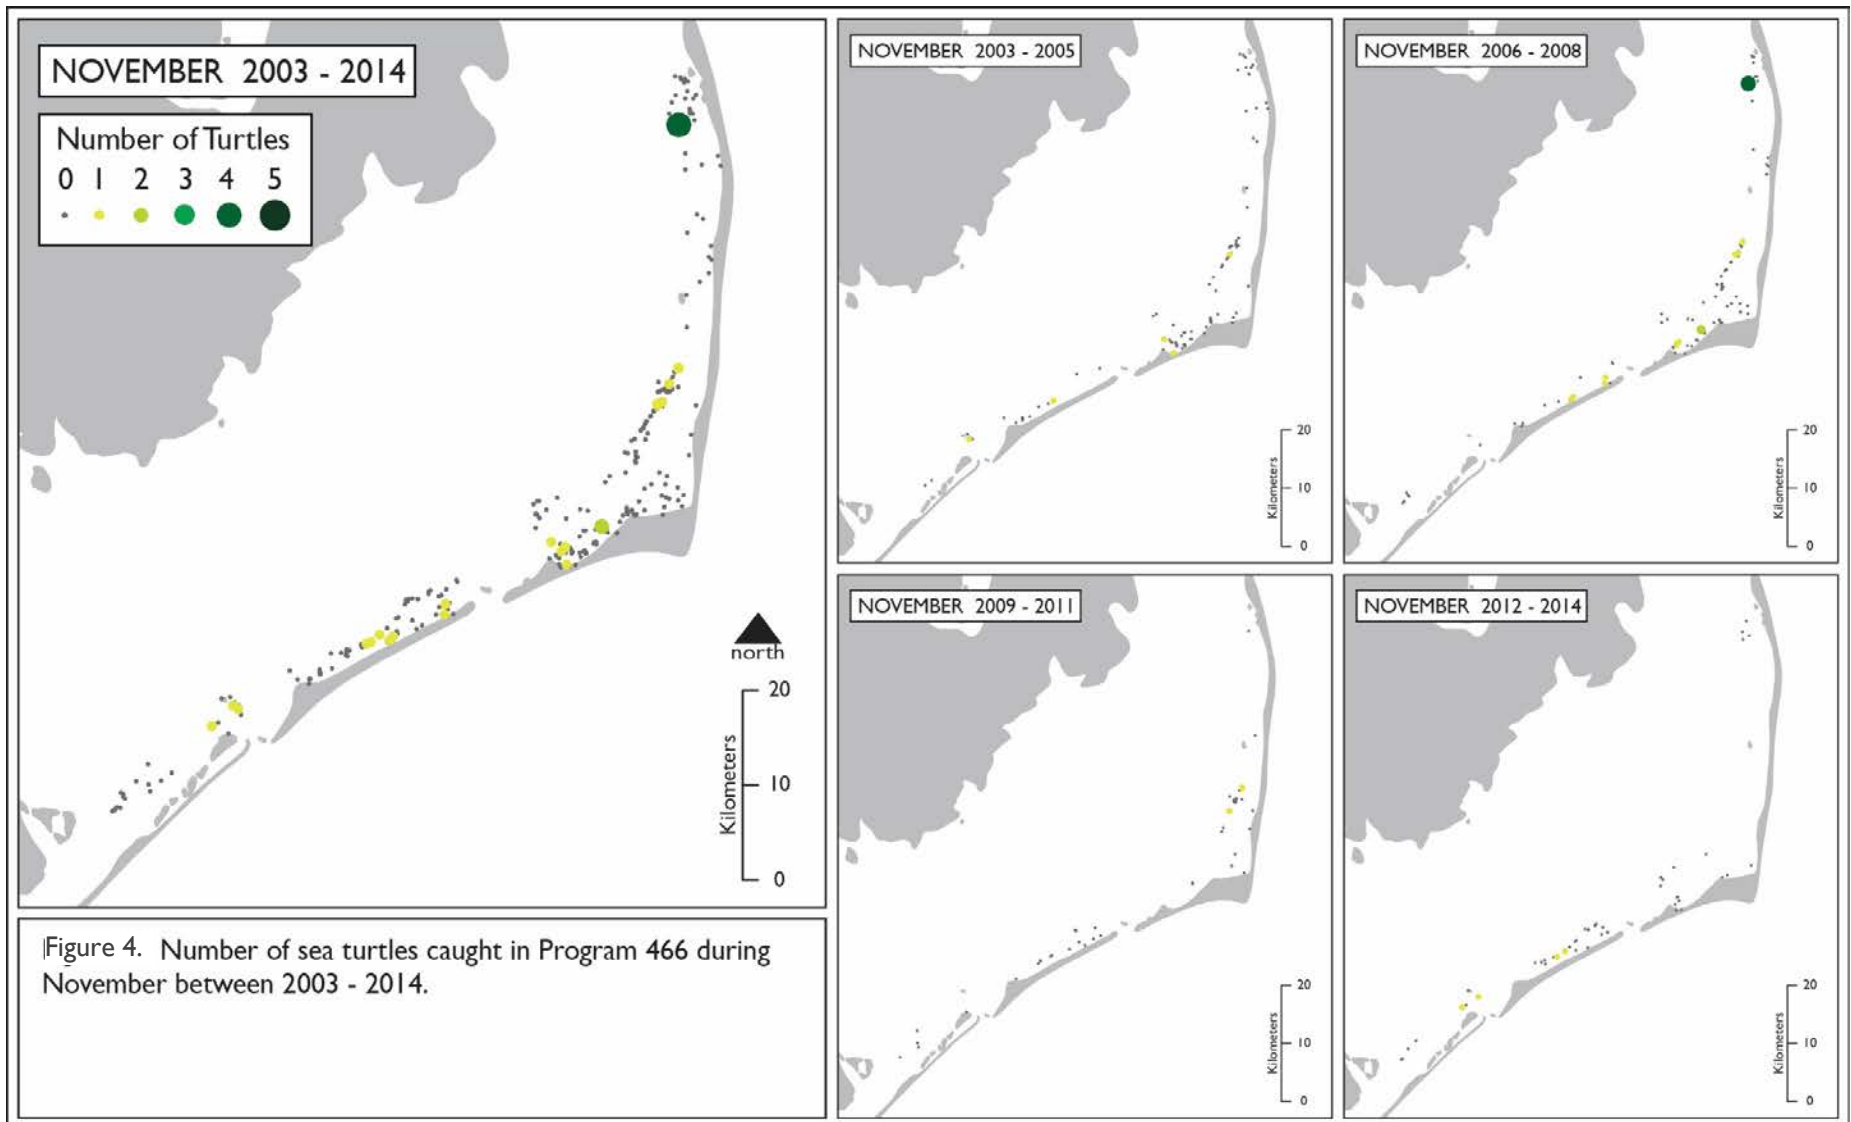 NOVEMBER 2003 - 2014
Number of Turtles
0 1 2 3 4 5
north
20
10
0
Kilometers
Figure 4. Number of sea turtles caught in Program 466 during
November between 2003 - 2014.
NOVEMBER 2003 - 2005
20
10
0
Kilometers
NOVEMBER 2006 - 2008
20
10
0
Kilometers
NOVEMBER 2009 - 2011
20
10
0
Kilometers
NOVEMBER 2012 - 2014
20
10
0
Kilometers